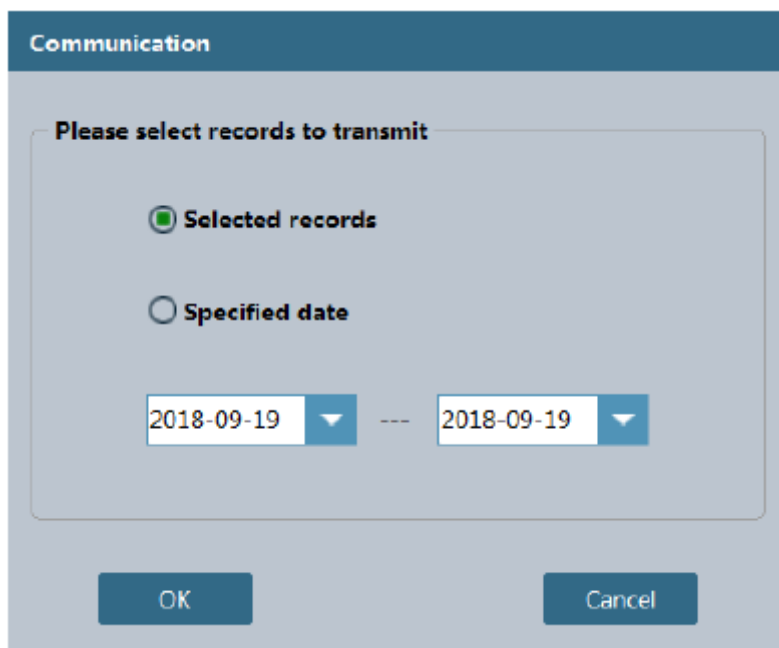 Communication
Please select records to transmit
Selected records
Specified date
2018-09-19 --- 2018-09-19
OK Cancel